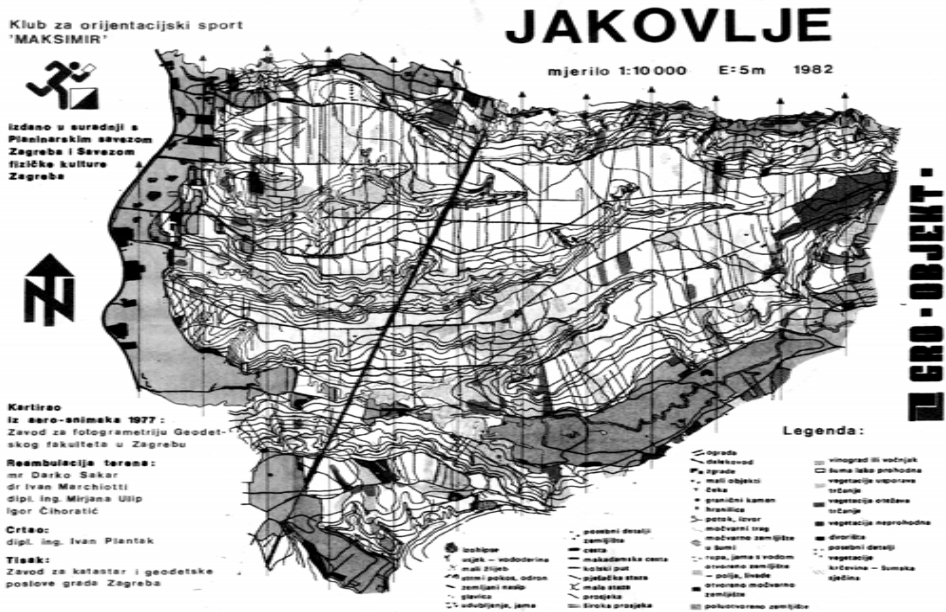 Klub za orijentacijski sport
'MAKSIMIR'
JAKOVLJE
mjerilo 1:10 000 E=5m 1982
izdano u suradnji s
Planinarskim savezom
Zagreba i Savezom
fizičke kulture
Zagreba
GRO · OBJEKT ·
Kartirao
iz aero-snimaka 1977 :
Zavod za fotogrametriju Geodet-
skog fakulteta u Zagrebu
Reambulacija terena:
mr Darko Sakar
dr Ivan Marchiotti
dipl. ing. Mirjana Ulip
Igor Čihoratić
Crtao:
dipl. ing. Ivan Plantak
Tisak:
Zavod za katastar i geodetske
poslove grada Zagreba
Legenda:
izohipse
usjek - vododerina
mali žlijeb
strmi pokos, odron
zemljani nasip
glavica
udubljenje, jama
posebni detalji
zemljište
cesta
makadamska cesta
kolski put
pješačka staza
mala staza
prosjeka
široka prosjeka
ograda
dalekovod
zgrade
mali objekti
čeka
granični kamen
hranilica
potok, izvor
močvarni trag
močvarno zemljište
u šumi
rupa, jama s vodom
otvoreno zemljište
- polja, livade
otvoreno močvarno
zemljište
poluotvoreno zemljište
vinograd ili voćnjak
šuma lako prohodna
vegetacija usporava
trčanje
vegetacija otežava
trčanje
vegetacija neprohodna
dvorišta
posebni detalji
vegetacije
krčevine - šumska
sječina